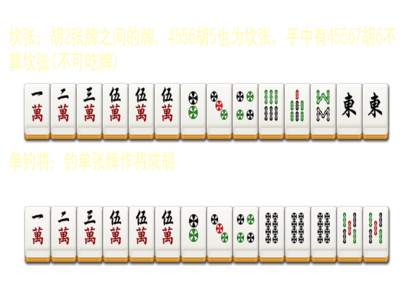 坎张：胡2张牌之间的牌. 4556胡5也为坎张, 手中有45567胡6不
算坎张(不可吃牌)
一 二 三 伍 伍 伍 東 東
萬 萬 萬 萬 萬 萬
单钓将：钓单张牌作将成胡
一 二 三 伍 伍 伍
萬 萬 萬 萬 萬 萬